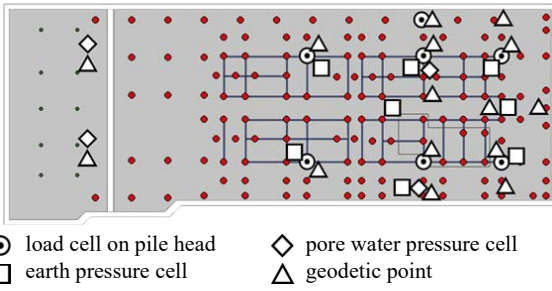 load cell on pile head
pore water pressure cell
earth pressure cell
geodetic point